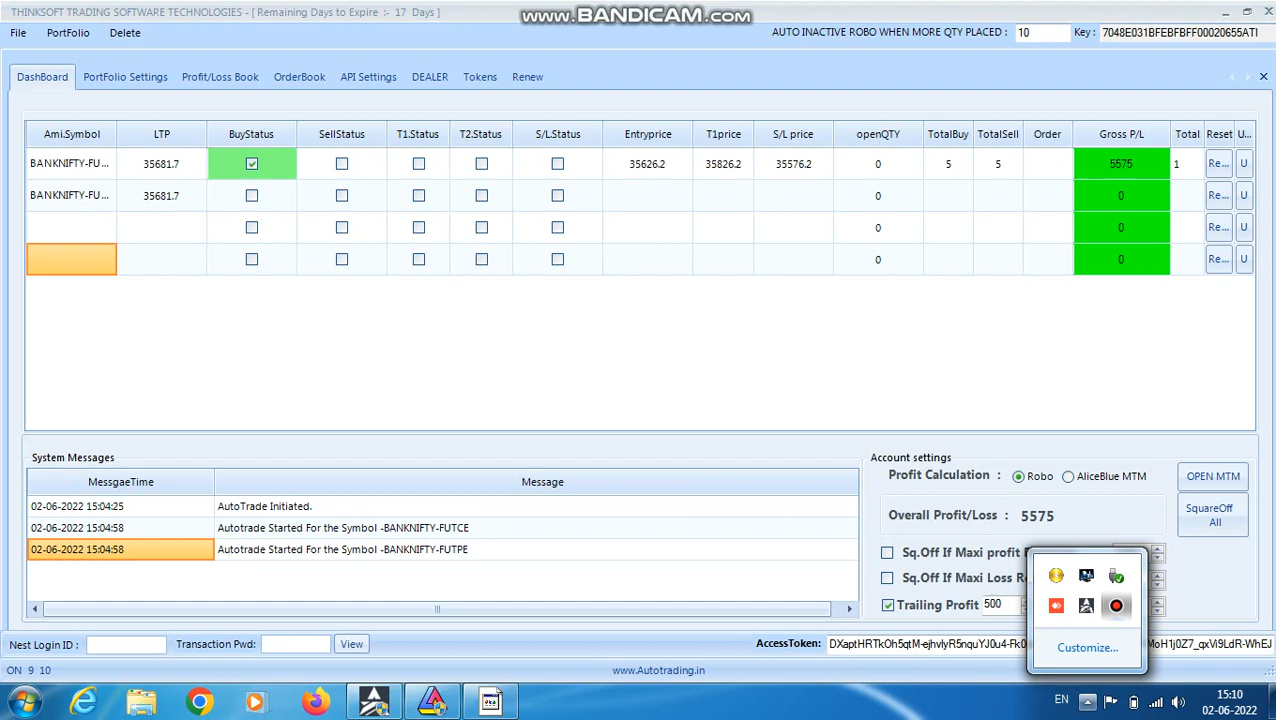 THINKSOFT TRADING SOFTWARE TECHNOLOGIES - [ Remaining Days to Expire :- 17 Days ]
www.BANDICAM.com
File PortFolio Delete
AUTO INACTIVE ROBO WHEN MORE QTY PLACED : 10 Key : 7048E031BFEBFBFF00020655ATI
DashBoard PortFolio Settings Profit/Loss Book OrderBook API Settings DEALER Tokens Renew
Ami.Symbol LTP BuyStatus SellStatus T1.Status T2.Status S/L.Status Entryprice T1price S/L price openQTY TotalBuy TotalSell Order Gross P/L Total Reset U...
BANKNIFTY-FU... 35681.7 35626.2 35826.2 35576.2 0 5 5 5575 1 Re... U
BANKNIFTY-FU... 35681.7 0 0 Re... U
0 0 Re... U
0 0 Re... U
System Messages
MessgaeTime Message
02-06-2022 15:04:25 AutoTrade Initiated.
02-06-2022 15:04:58 Autotrade Started For the Symbol -BANKNIFTY-FUTCE
02-06-2022 15:04:58 Autotrade Started For the Symbol -BANKNIFTY-FUTPE
Account settings
Profit Calculation : Robo AliceBlue MTM OPEN MTM
Overall Profit/Loss : 5575 SquareOff All
Sq.Off If Maxi profit
Sq.Off If Maxi Loss
Trailing Profit 500
Customize...
Nest Login ID : Transaction Pwd: View
AccessToken:
ON 9 10 www.Autotrading.in
EN 15:10
02-06-2022